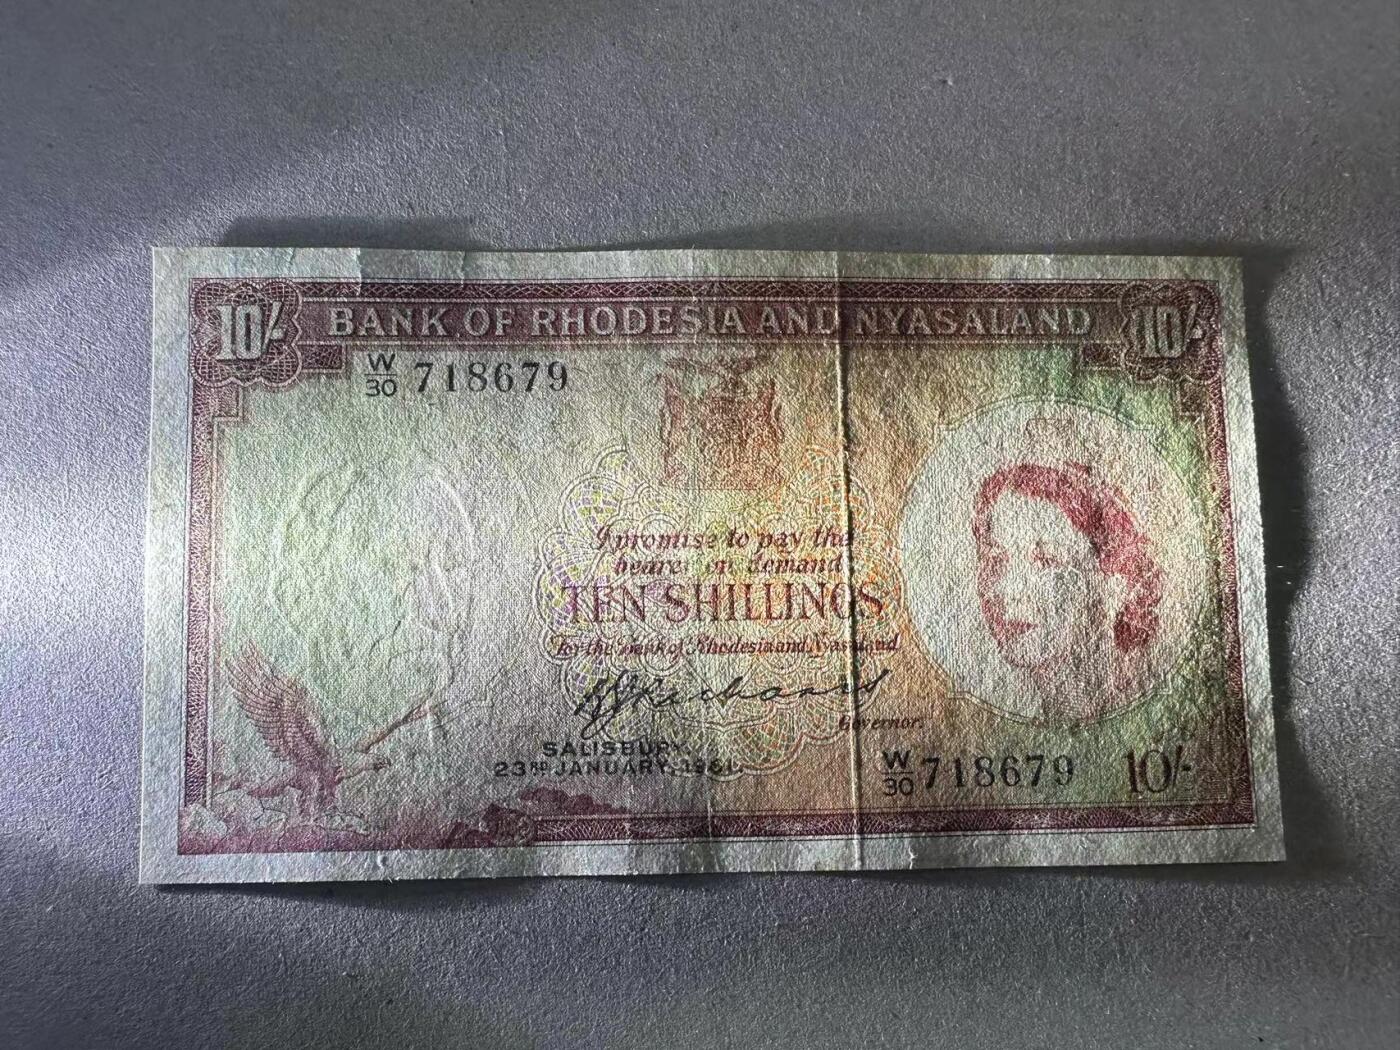 10/-
BANK OF RHODESIA AND NYASALAND
10/-
W/30 718679
I promise to pay the
bearer on demand
TEN SHILLINGS
for the Bank of Rhodesia and Nyasaland
Governor.
SALISBURY.
23RD JANUARY, 1961
W/30 718679
10/-